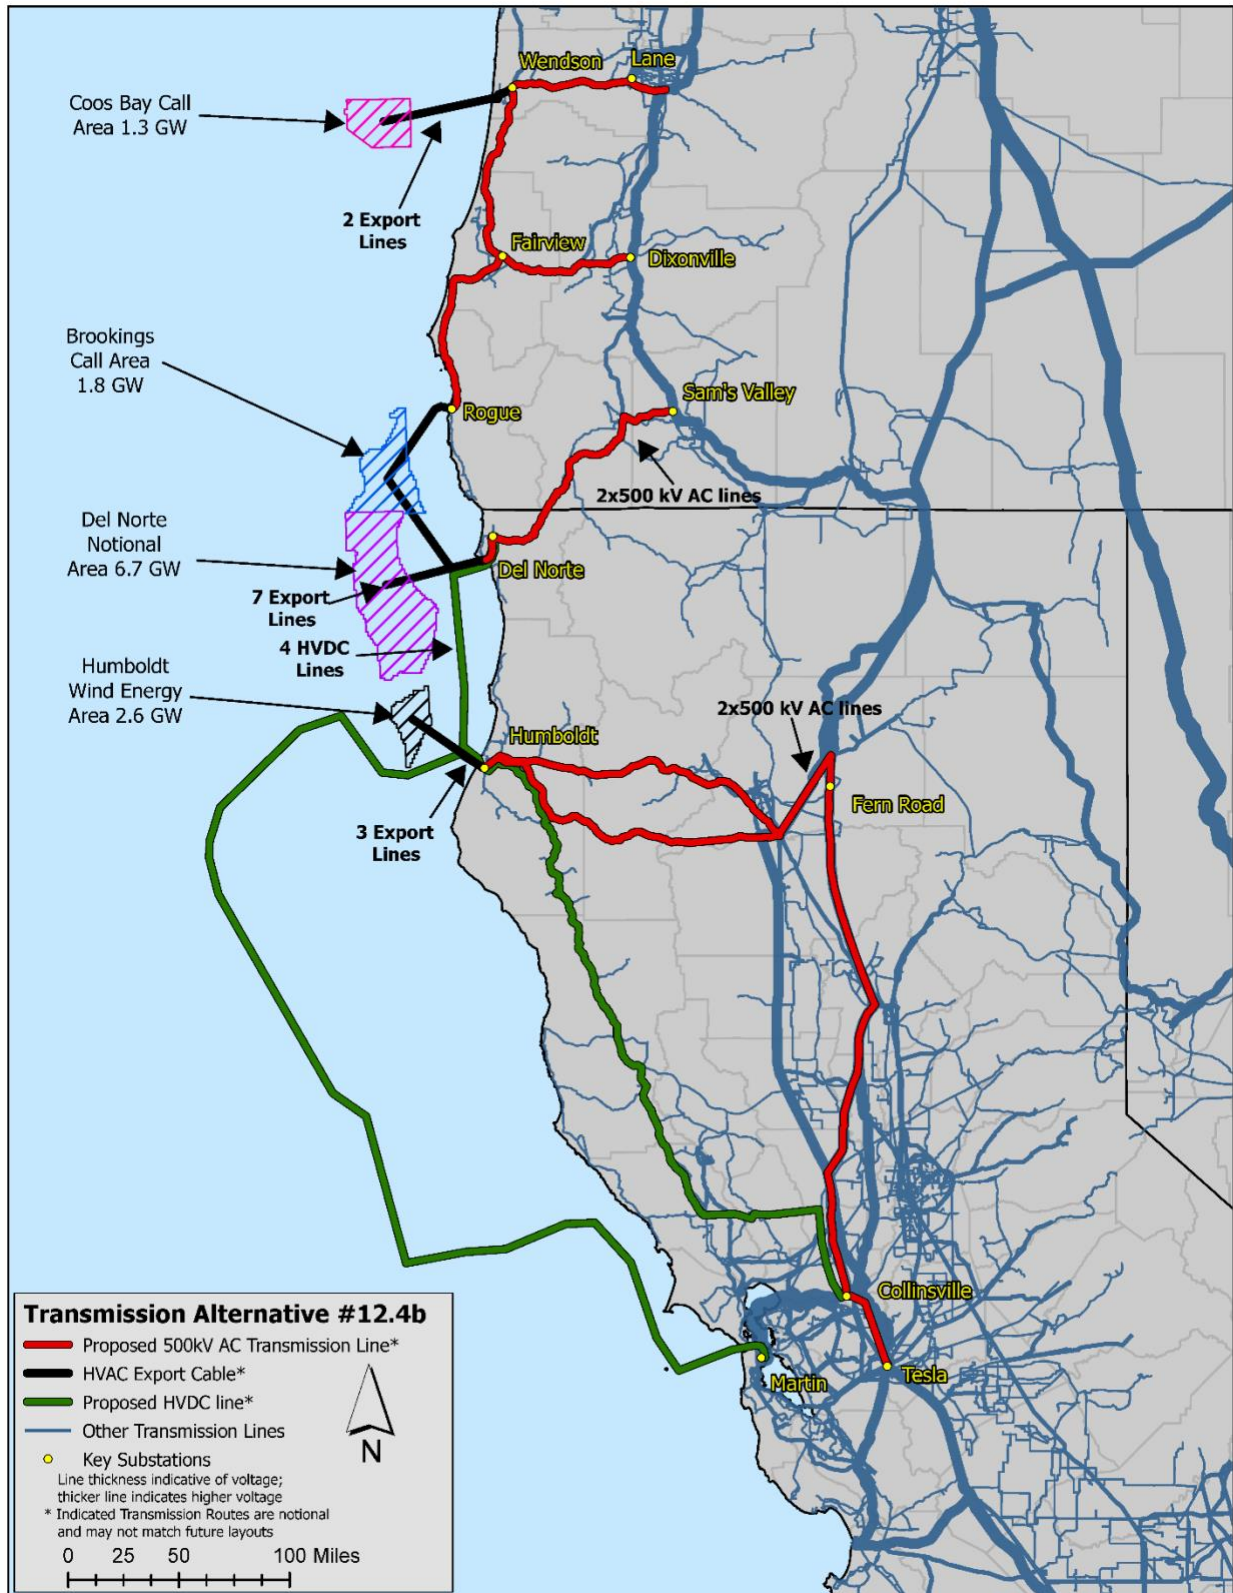 Wendson
Lane
Coos Bay Call
Area 1.3 GW
2 Export
Lines
Fairview
Dixonville
Brookings
Call Area
1.8 GW
Rogue
Sam's Valley
2x500 kV AC lines
Del Norte
Notional
Area 6.7 GW
Del Norte
7 Export
Lines
4 HVDC
Lines
Humboldt
Wind Energy
Area 2.6 GW
2x500 kV AC lines
Humboldt
Fern Road
3 Export
Lines
Collinsville
Tesla
Martin
Transmission Alternative #12.4b
Proposed 500kV AC Transmission Line*
HVAC Export Cable*
Proposed HVDC line*
Other Transmission Lines
Key Substations
Line thickness indicative of voltage;
thicker line indicates higher voltage
* Indicated Transmission Routes are notional
and may not match future layouts
N
0 25 50 100 Miles